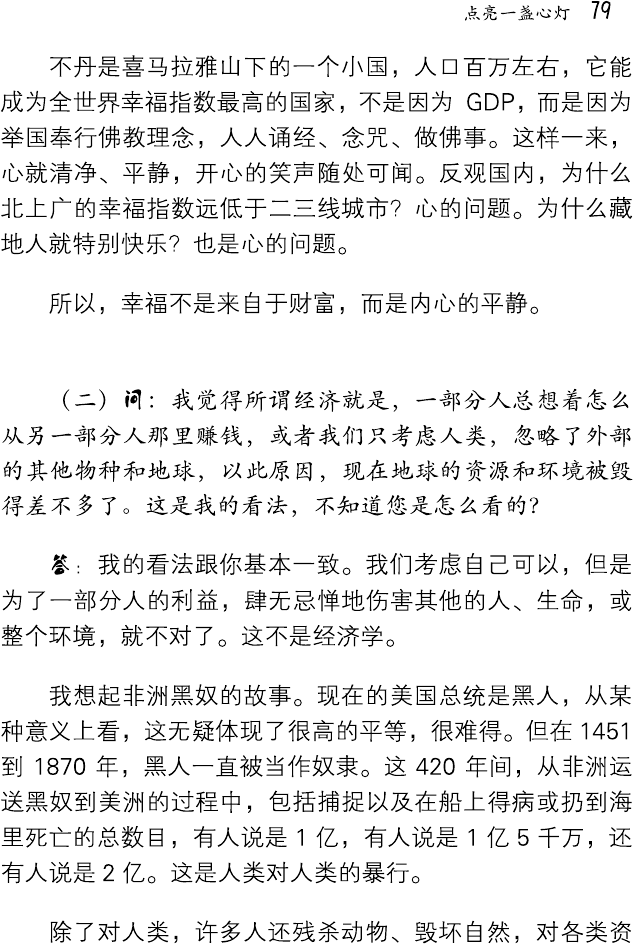 点亮一盏心灯 79
不丹是喜马拉雅山下的一个小国，人口百万左右，它能
成为全世界幸福指数最高的国家，不是因为 GDP，而是因为
举国奉行佛教理念，人人诵经、念咒、做佛事。这样一来，
心就清净、平静，开心的笑声随处可闻。反观国内，为什么
北上广的幸福指数远低于二三线城市？心的问题。为什么藏
地人就特别快乐？也是心的问题。
所以，幸福不是来自于财富，而是内心的平静。
（二）问：我觉得所谓经济就是，一部分人总想着怎么
从另一部分人那里赚钱，或者我们只考虑人类，忽略了外部
的其他物种和地球，以此原因，现在地球的资源和环境被毁
得差不多了。这是我的看法，不知道您是怎么看的？
答：我的看法跟你基本一致。我们考虑自己可以，但是
为了一部分人的利益，肆无忌惮地伤害其他的人、生命，或
整个环境，就不对了。这不是经济学。
我想起非洲黑奴的故事。现在的美国总统是黑人，从某
种意义上看，这无疑体现了很高的平等，很难得。但在 1451
到 1870 年，黑人一直被当作奴隶。这 420 年间，从非洲运
送黑奴到美洲的过程中，包括捕捉以及在船上得病或扔到海
里死亡的总数目，有人说是 1 亿，有人说是 1 亿 5 千万，还
有人说是 2 亿。这是人类对人类的暴行。
除了对人类，许多人还残杀动物、毁坏自然，对各类资